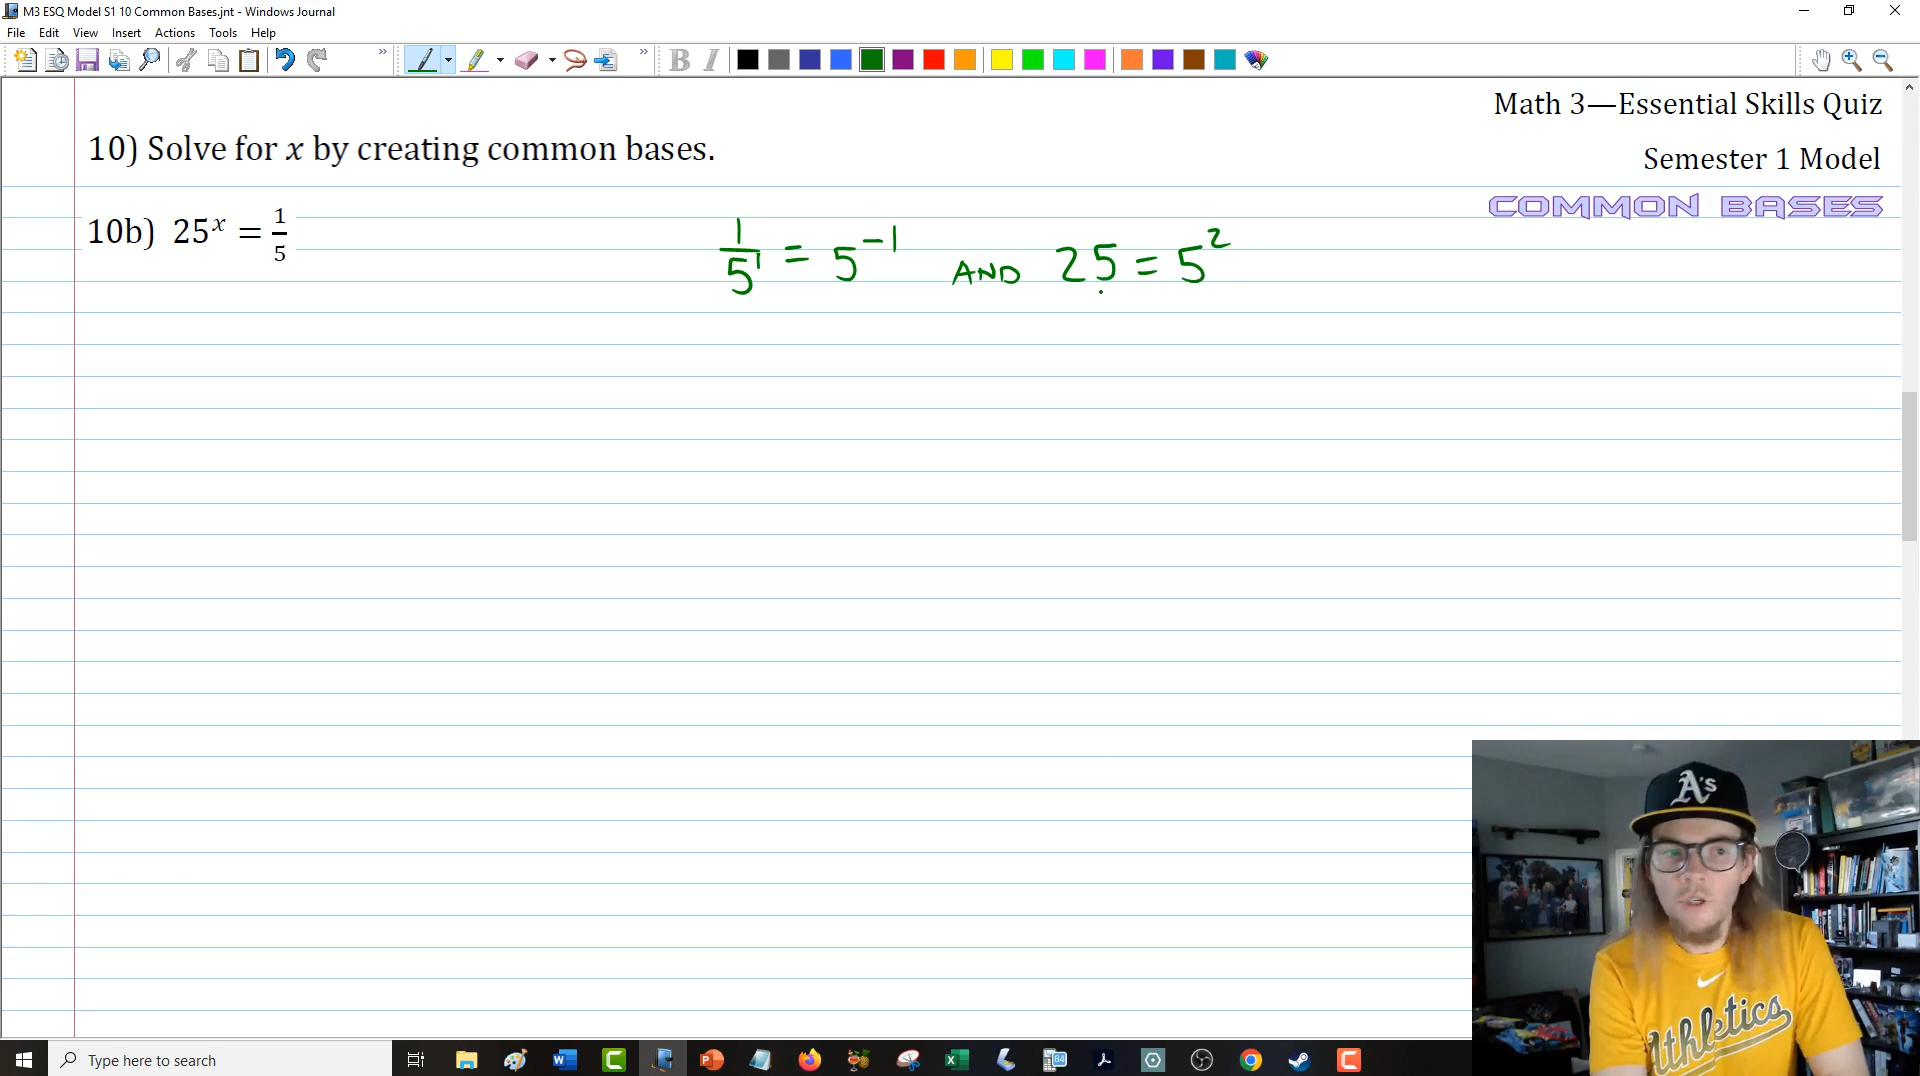 M3 ESQ Model S1 10 Common Bases.jnt - Windows Journal
File Edit View Insert Actions Tools Help
B I
Math 3—Essential Skills Quiz
10) Solve for x by creating common bases.
Semester 1 Model
COMMON BASES
10b) 25^x = 1/5
1/5^1 = 5^-1 AND 25 = 5^2
A's
Athletics
Type here to search